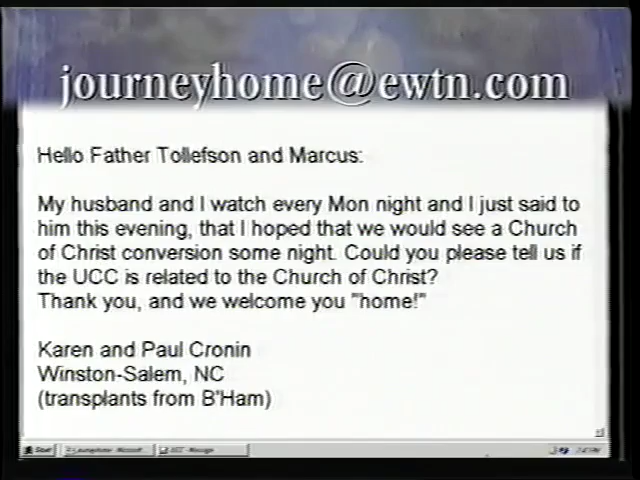 journeyhome@ewtn.com
Hello Father Tollefson and Marcus:
My husband and I watch every Mon night and I just said to
him this evening, that I hoped that we would see a Church
of Christ conversion some night. Could you please tell us if
the UCC is related to the Church of Christ?
Thank you, and we welcome you "home!"
Karen and Paul Cronin
Winston-Salem, NC
(transplants from B'Ham)
Start